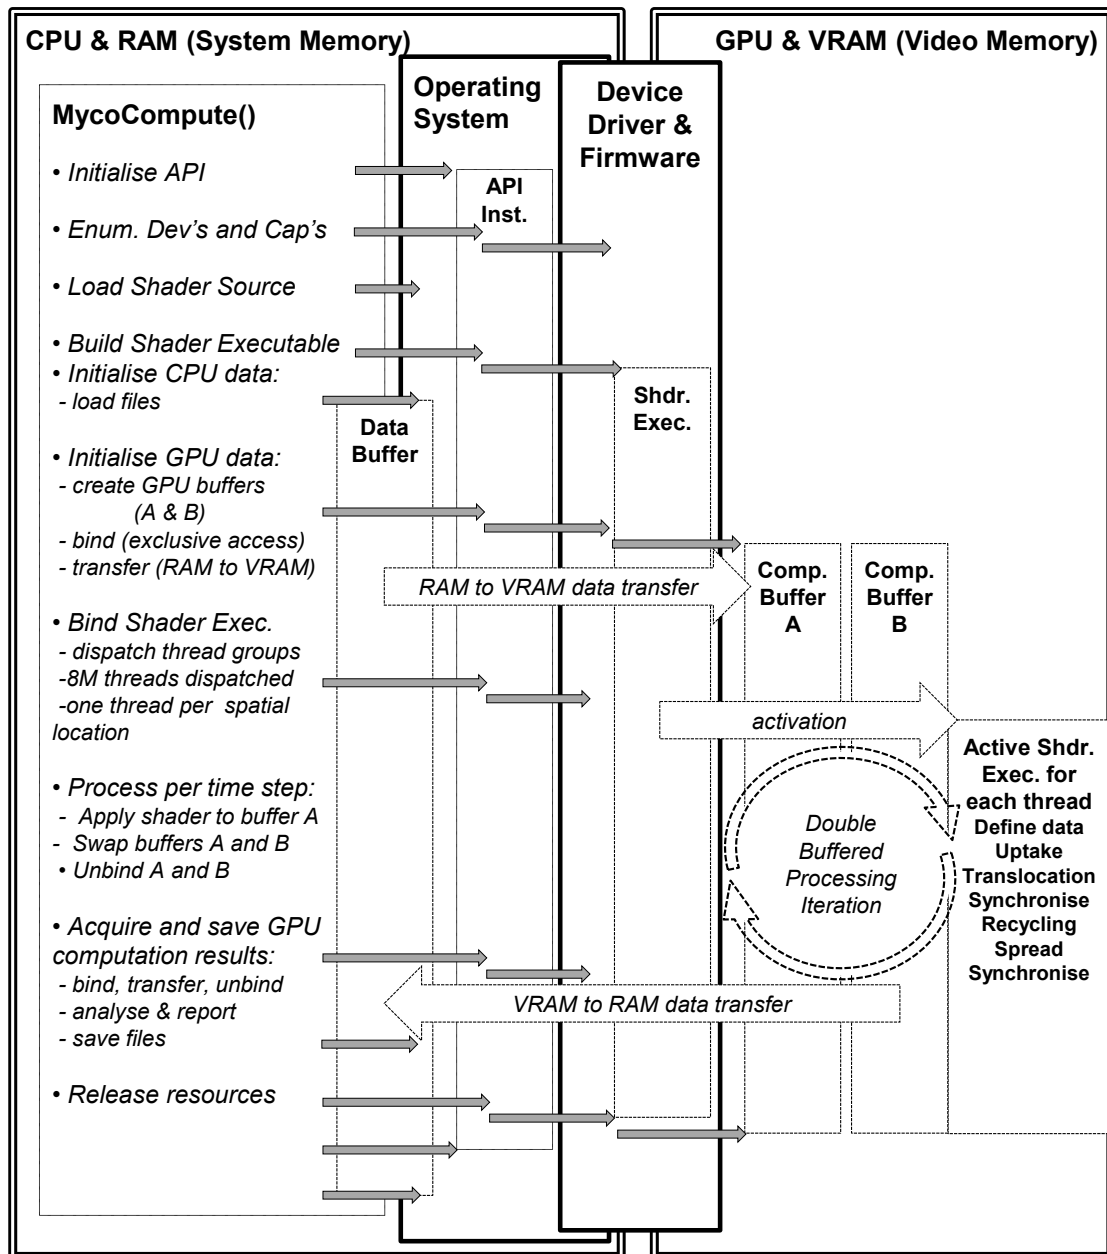 CPU & RAM (System Memory)
GPU & VRAM (Video Memory)
Operating
System
Device
Driver &
Firmware
MycoCompute()
• Initialise API
API
Inst.
• Enum. Dev's and Cap's
• Load Shader Source
• Build Shader Executable
• Initialise CPU data:
- load files
Shdr.
Exec.
Data
Buffer
• Initialise GPU data:
- create GPU buffers
(A & B)
- bind (exclusive access)
- transfer (RAM to VRAM)
RAM to VRAM data transfer
Comp.
Buffer
A
Comp.
Buffer
B
• Bind Shader Exec.
- dispatch thread groups
-8M threads dispatched
-one thread per spatial
location
activation
Active Shdr.
Exec. for
each thread
Define data
Uptake
Translocation
Synchronise
Recycling
Spread
Synchronise
Double
Buffered
Processing
Iteration
• Process per time step:
- Apply shader to buffer A
- Swap buffers A and B
• Unbind A and B
• Acquire and save GPU
computation results:
- bind, transfer, unbind
- analyse & report
- save files
VRAM to RAM data transfer
• Release resources